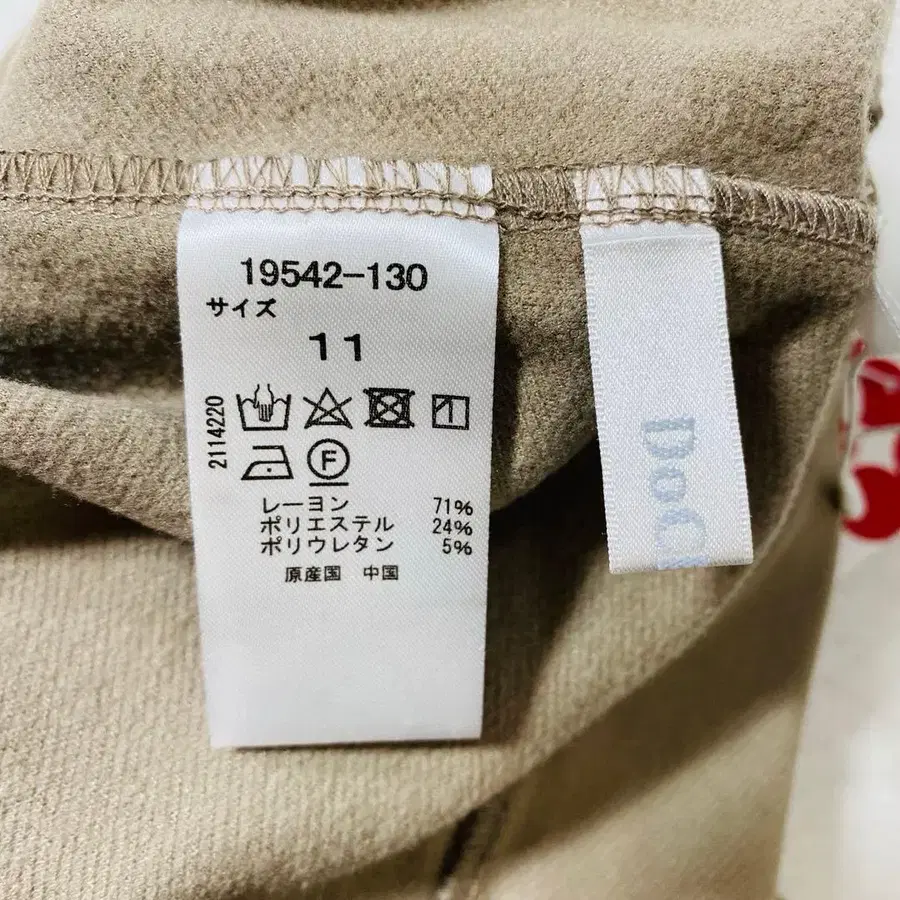 19542-130
サイズ
11
2114220
F
レーヨン 71%
ポリエステル 24%
ポリウレタン 5%
原産国 中国
DoCl